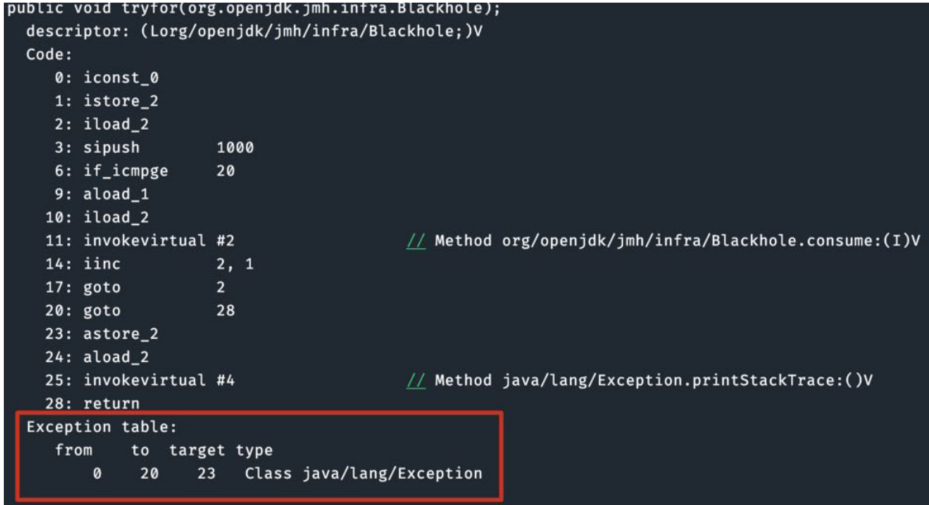 public void tryfor(org.openjdk.jmh.infra.Blackhole);
descriptor: (Lorg/openjdk/jmh/infra/Blackhole;)V
Code:
0: iconst_0
1: istore_2
2: iload_2
3: sipush 1000
6: if_icmpge 20
9: aload_1
10: iload_2
11: invokevirtual #2 // Method org/openjdk/jmh/infra/Blackhole.consume:(I)V
14: iinc 2, 1
17: goto 2
20: goto 28
23: astore_2
24: aload_2
25: invokevirtual #4 // Method java/lang/Exception.printStackTrace:()V
28: return
Exception table:
from to target type
0 20 23 Class java/lang/Exception